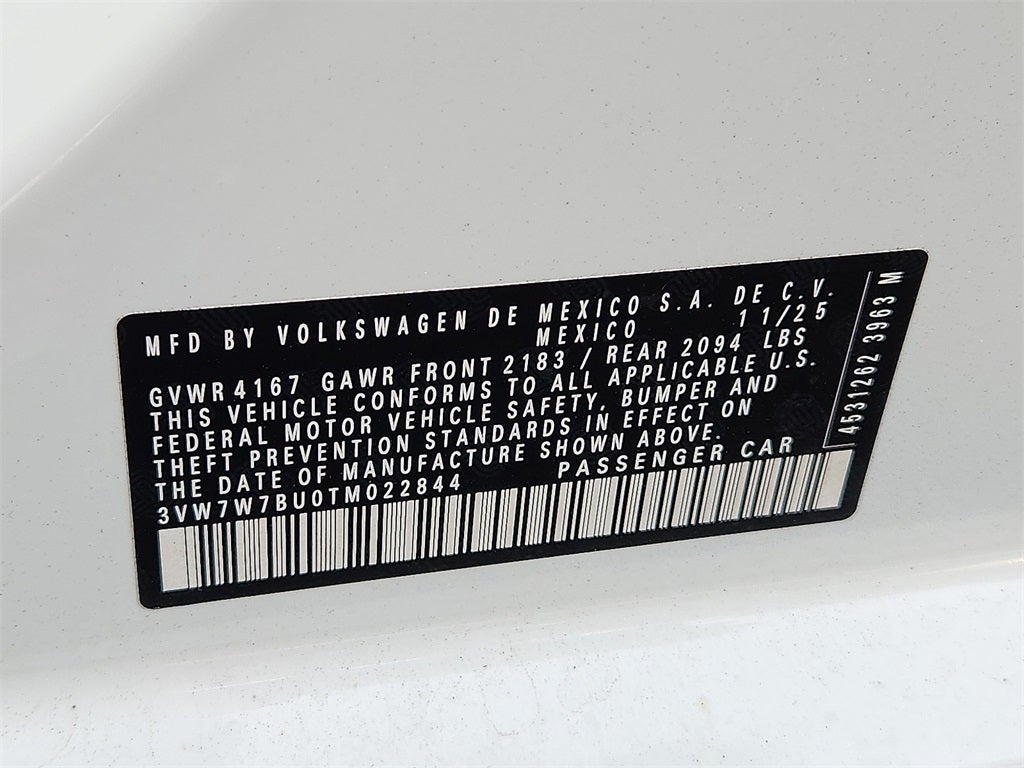 MFD BY VOLKSWAGEN DE MEXICO S.A. DE C.V.
MEXICO 11/25
GVWR 4167 GAWR FRONT 2183 / REAR 2094 LBS
THIS VEHICLE CONFORMS TO ALL APPLICABLE U.S.
FEDERAL MOTOR VEHICLE SAFETY, BUMPER AND
THEFT PREVENTION STANDARDS IN EFFECT ON
THE DATE OF MANUFACTURE SHOWN ABOVE.
3VW7W7BU0TM022844 PASSENGER CAR
4531262 3963 M